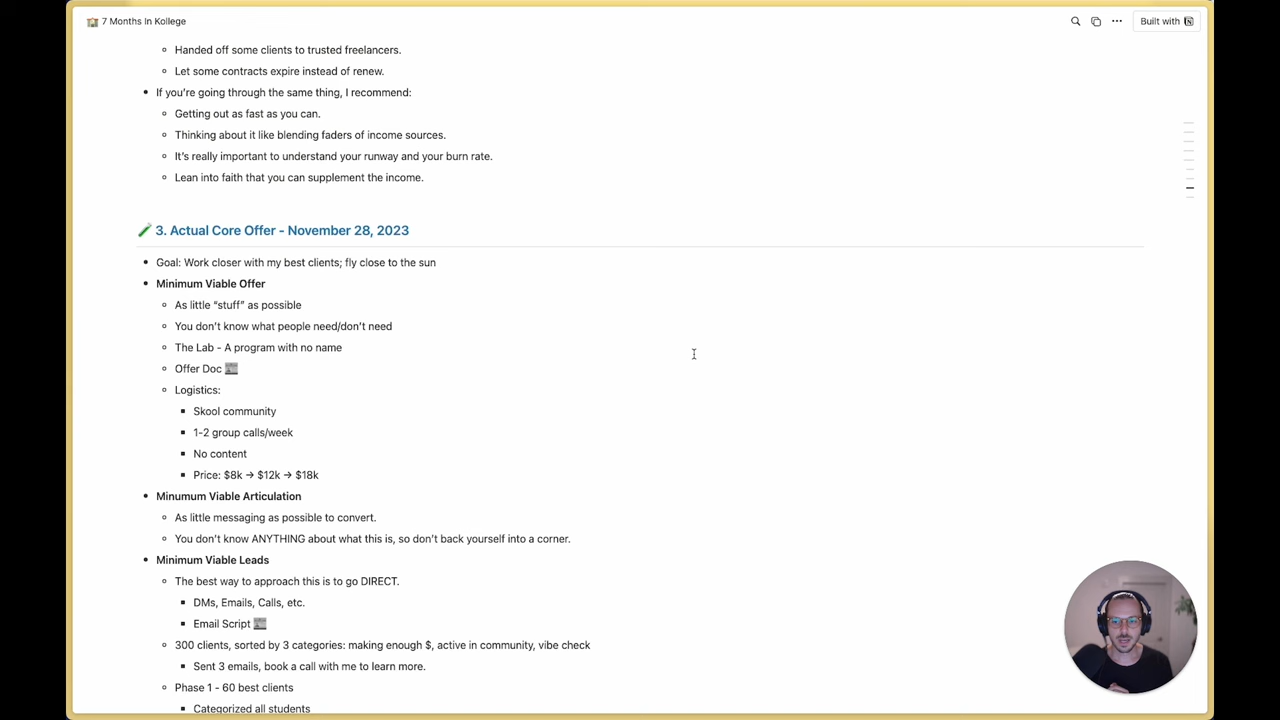 7 Months In Kollege
Built with
Handed off some clients to trusted freelancers.
Let some contracts expire instead of renew.
If you’re going through the same thing, I recommend:
Getting out as fast as you can.
Thinking about it like blending faders of income sources.
It’s really important to understand your runway and your burn rate.
Lean into faith that you can supplement the income.
3. Actual Core Offer - November 28, 2023
Goal: Work closer with my best clients; fly close to the sun
Minimum Viable Offer
As little “stuff” as possible
You don’t know what people need/don’t need
The Lab - A program with no name
Offer Doc
Logistics:
Skool community
1-2 group calls/week
No content
Price: $8k → $12k → $18k
Minumum Viable Articulation
As little messaging as possible to convert.
You don’t know ANYTHING about what this is, so don’t back yourself into a corner.
Minimum Viable Leads
The best way to approach this is to go DIRECT.
DMs, Emails, Calls, etc.
Email Script
300 clients, sorted by 3 categories: making enough $, active in community, vibe check
Sent 3 emails, book a call with me to learn more.
Phase 1 - 60 best clients
Categorized all students